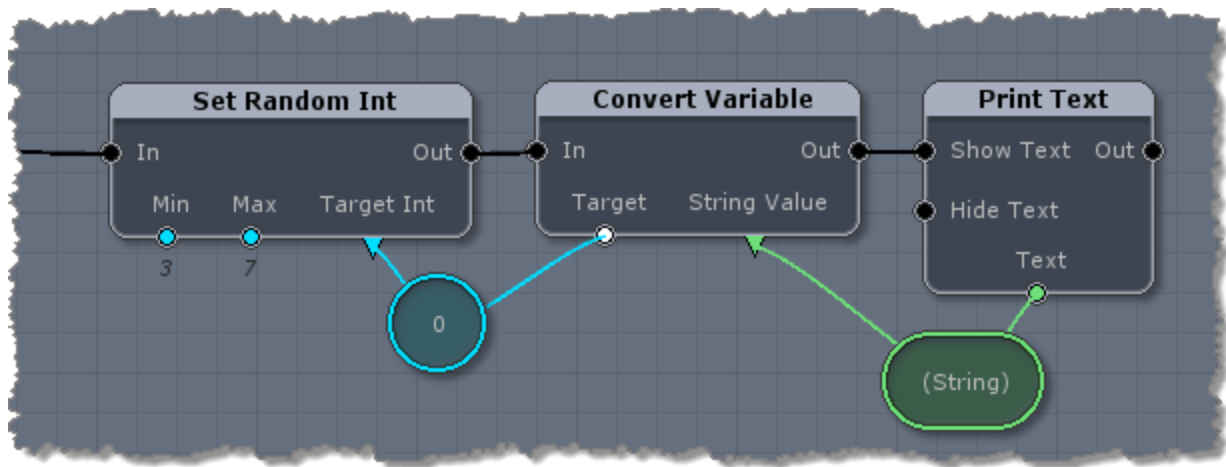 Set Random Int
In
Out
Min
Max
Target Int
3
7
0
Convert Variable
In
Out
Target
String Value
Print Text
Show Text
Out
Hide Text
Text
(String)